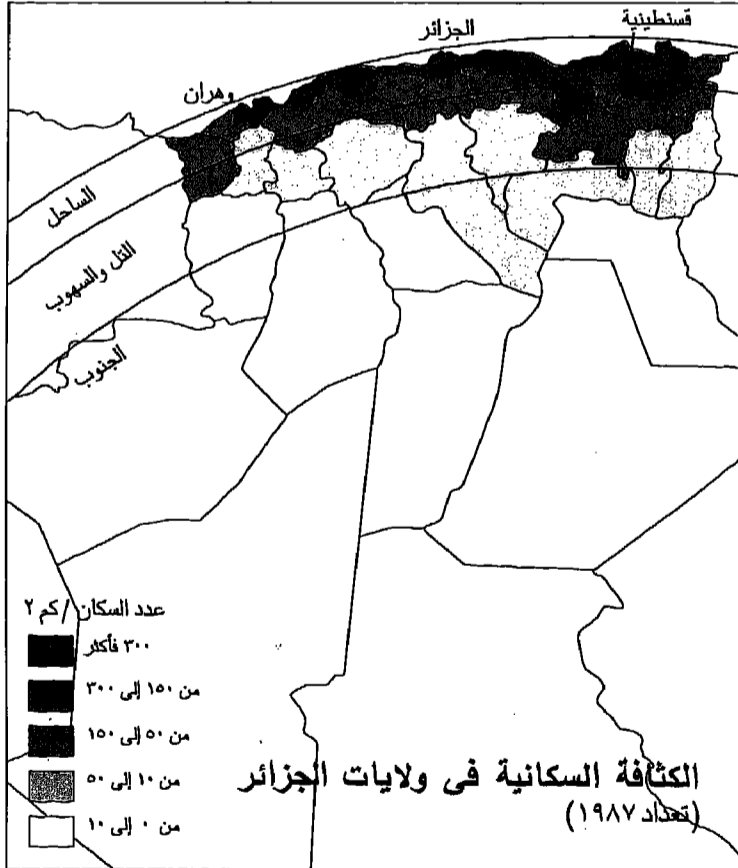 قسنطينية
الجزائر
وهران
الساحل
التل والسهوب
الجنوب
عدد السكان / كم ٢
٣٠٠ فأكثر
من ١٥٠ إلى ٣٠٠
من ٥٠ إلى ١٥٠
من ١٠ إلى ٥٠
من ٠ إلى ١٠
الكثافة السكانية فى ولايات الجزائر
(تعداد ١٩٨٧)